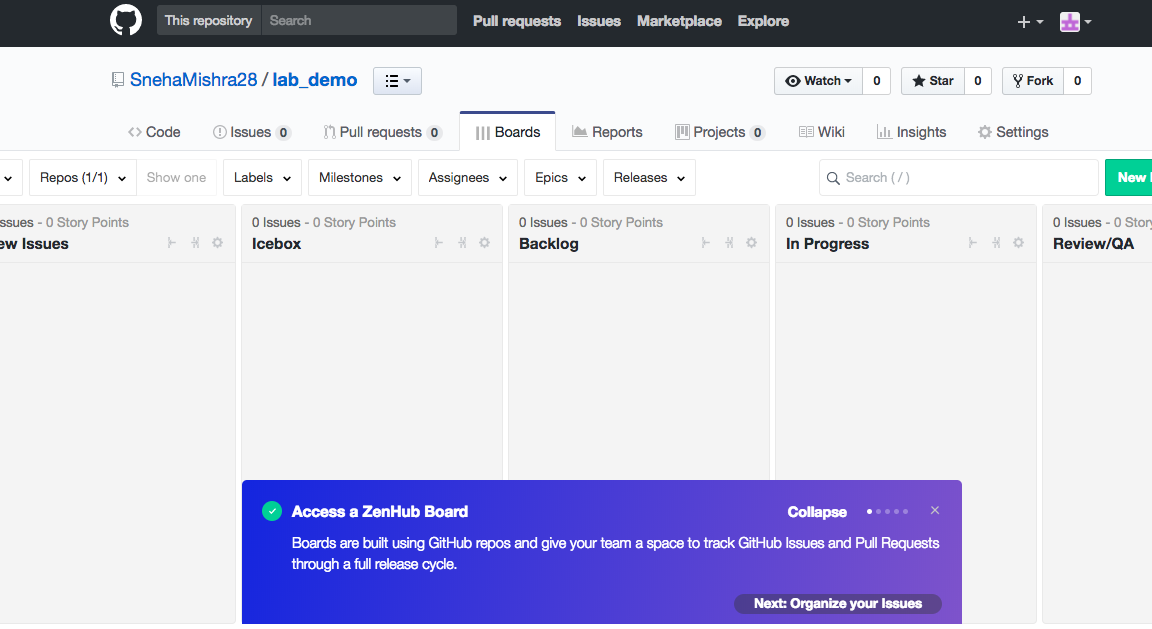 This repository Search Pull requests Issues Marketplace Explore
SnehaMishra28 / lab_demo Watch 0 Star 0 Fork 0
Code Issues 0 Pull requests 0 Boards Reports Projects 0 Wiki Insights Settings
Repos (1/1) Show one Labels Milestones Assignees Epics Releases Search ( / ) New
ssues - 0 Story Points 0 Issues - 0 Story Points 0 Issues - 0 Story Points 0 Issues - 0 Story Points 0 Issues - 0 Story
ew Issues Icebox Backlog In Progress Review/QA
Access a ZenHub Board Collapse
Boards are built using GitHub repos and give your team a space to track GitHub Issues and Pull Requests
through a full release cycle.
Next: Organize your Issues